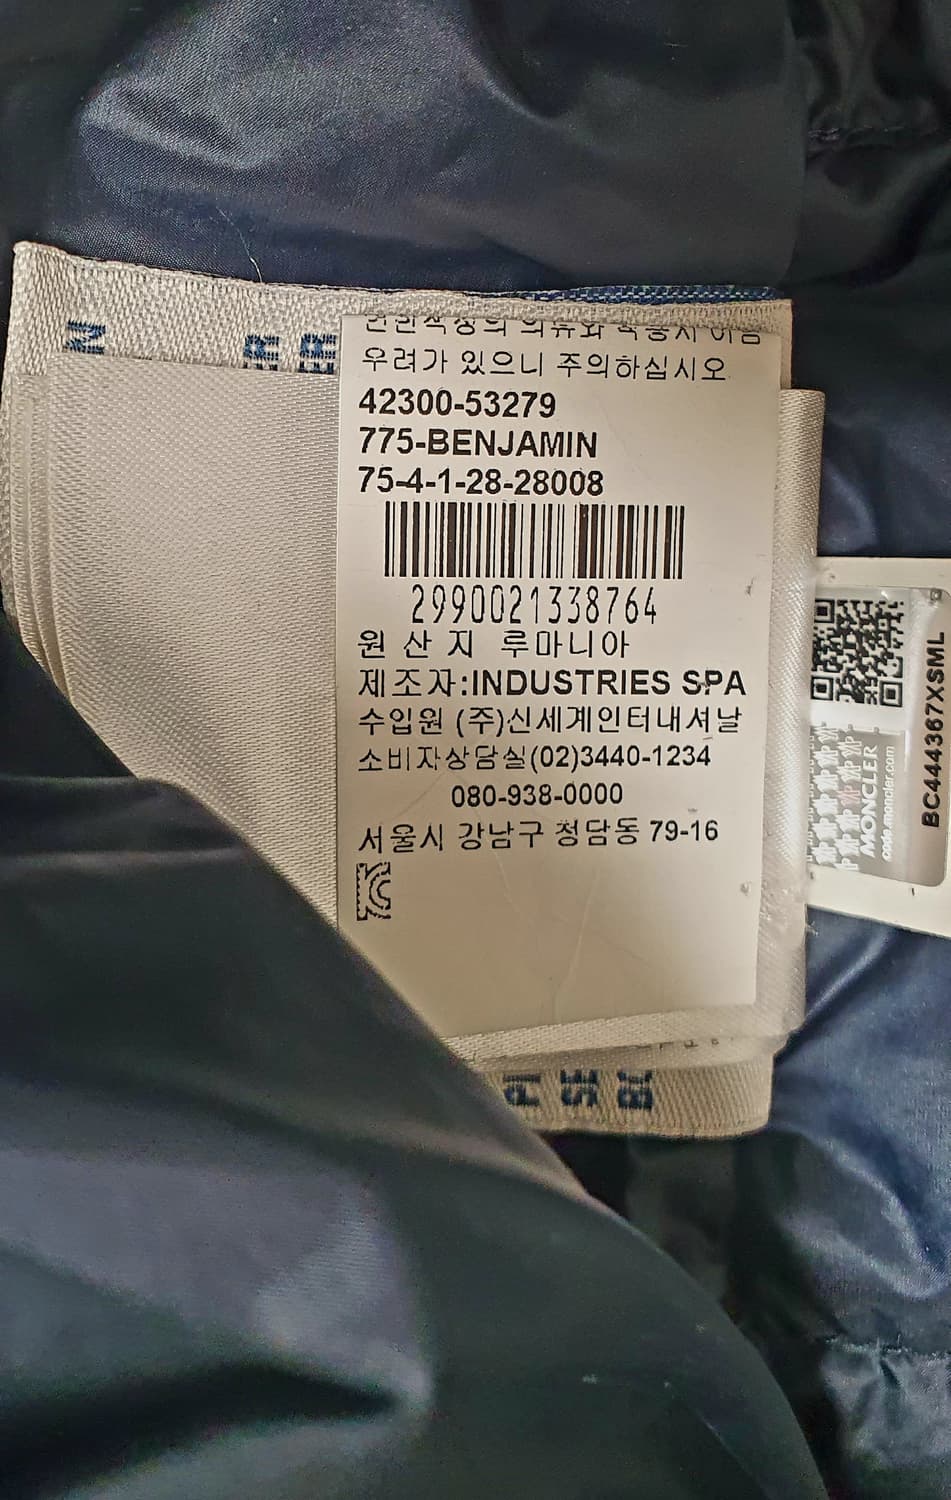 우려가 있으니 주의하십시오
42300-53279
775-BENJAMIN
75-4-1-28-28008
2990021338764
원 산 지 루마니아
제조자:INDUSTRIES SPA
수입원 (주)신세계인터내셔날
소비자상담실(02)3440-1234
080-938-0000
서울시 강남구 청담동 79-16
KC
BC444367XSML
MONCLER
code.moncler.com